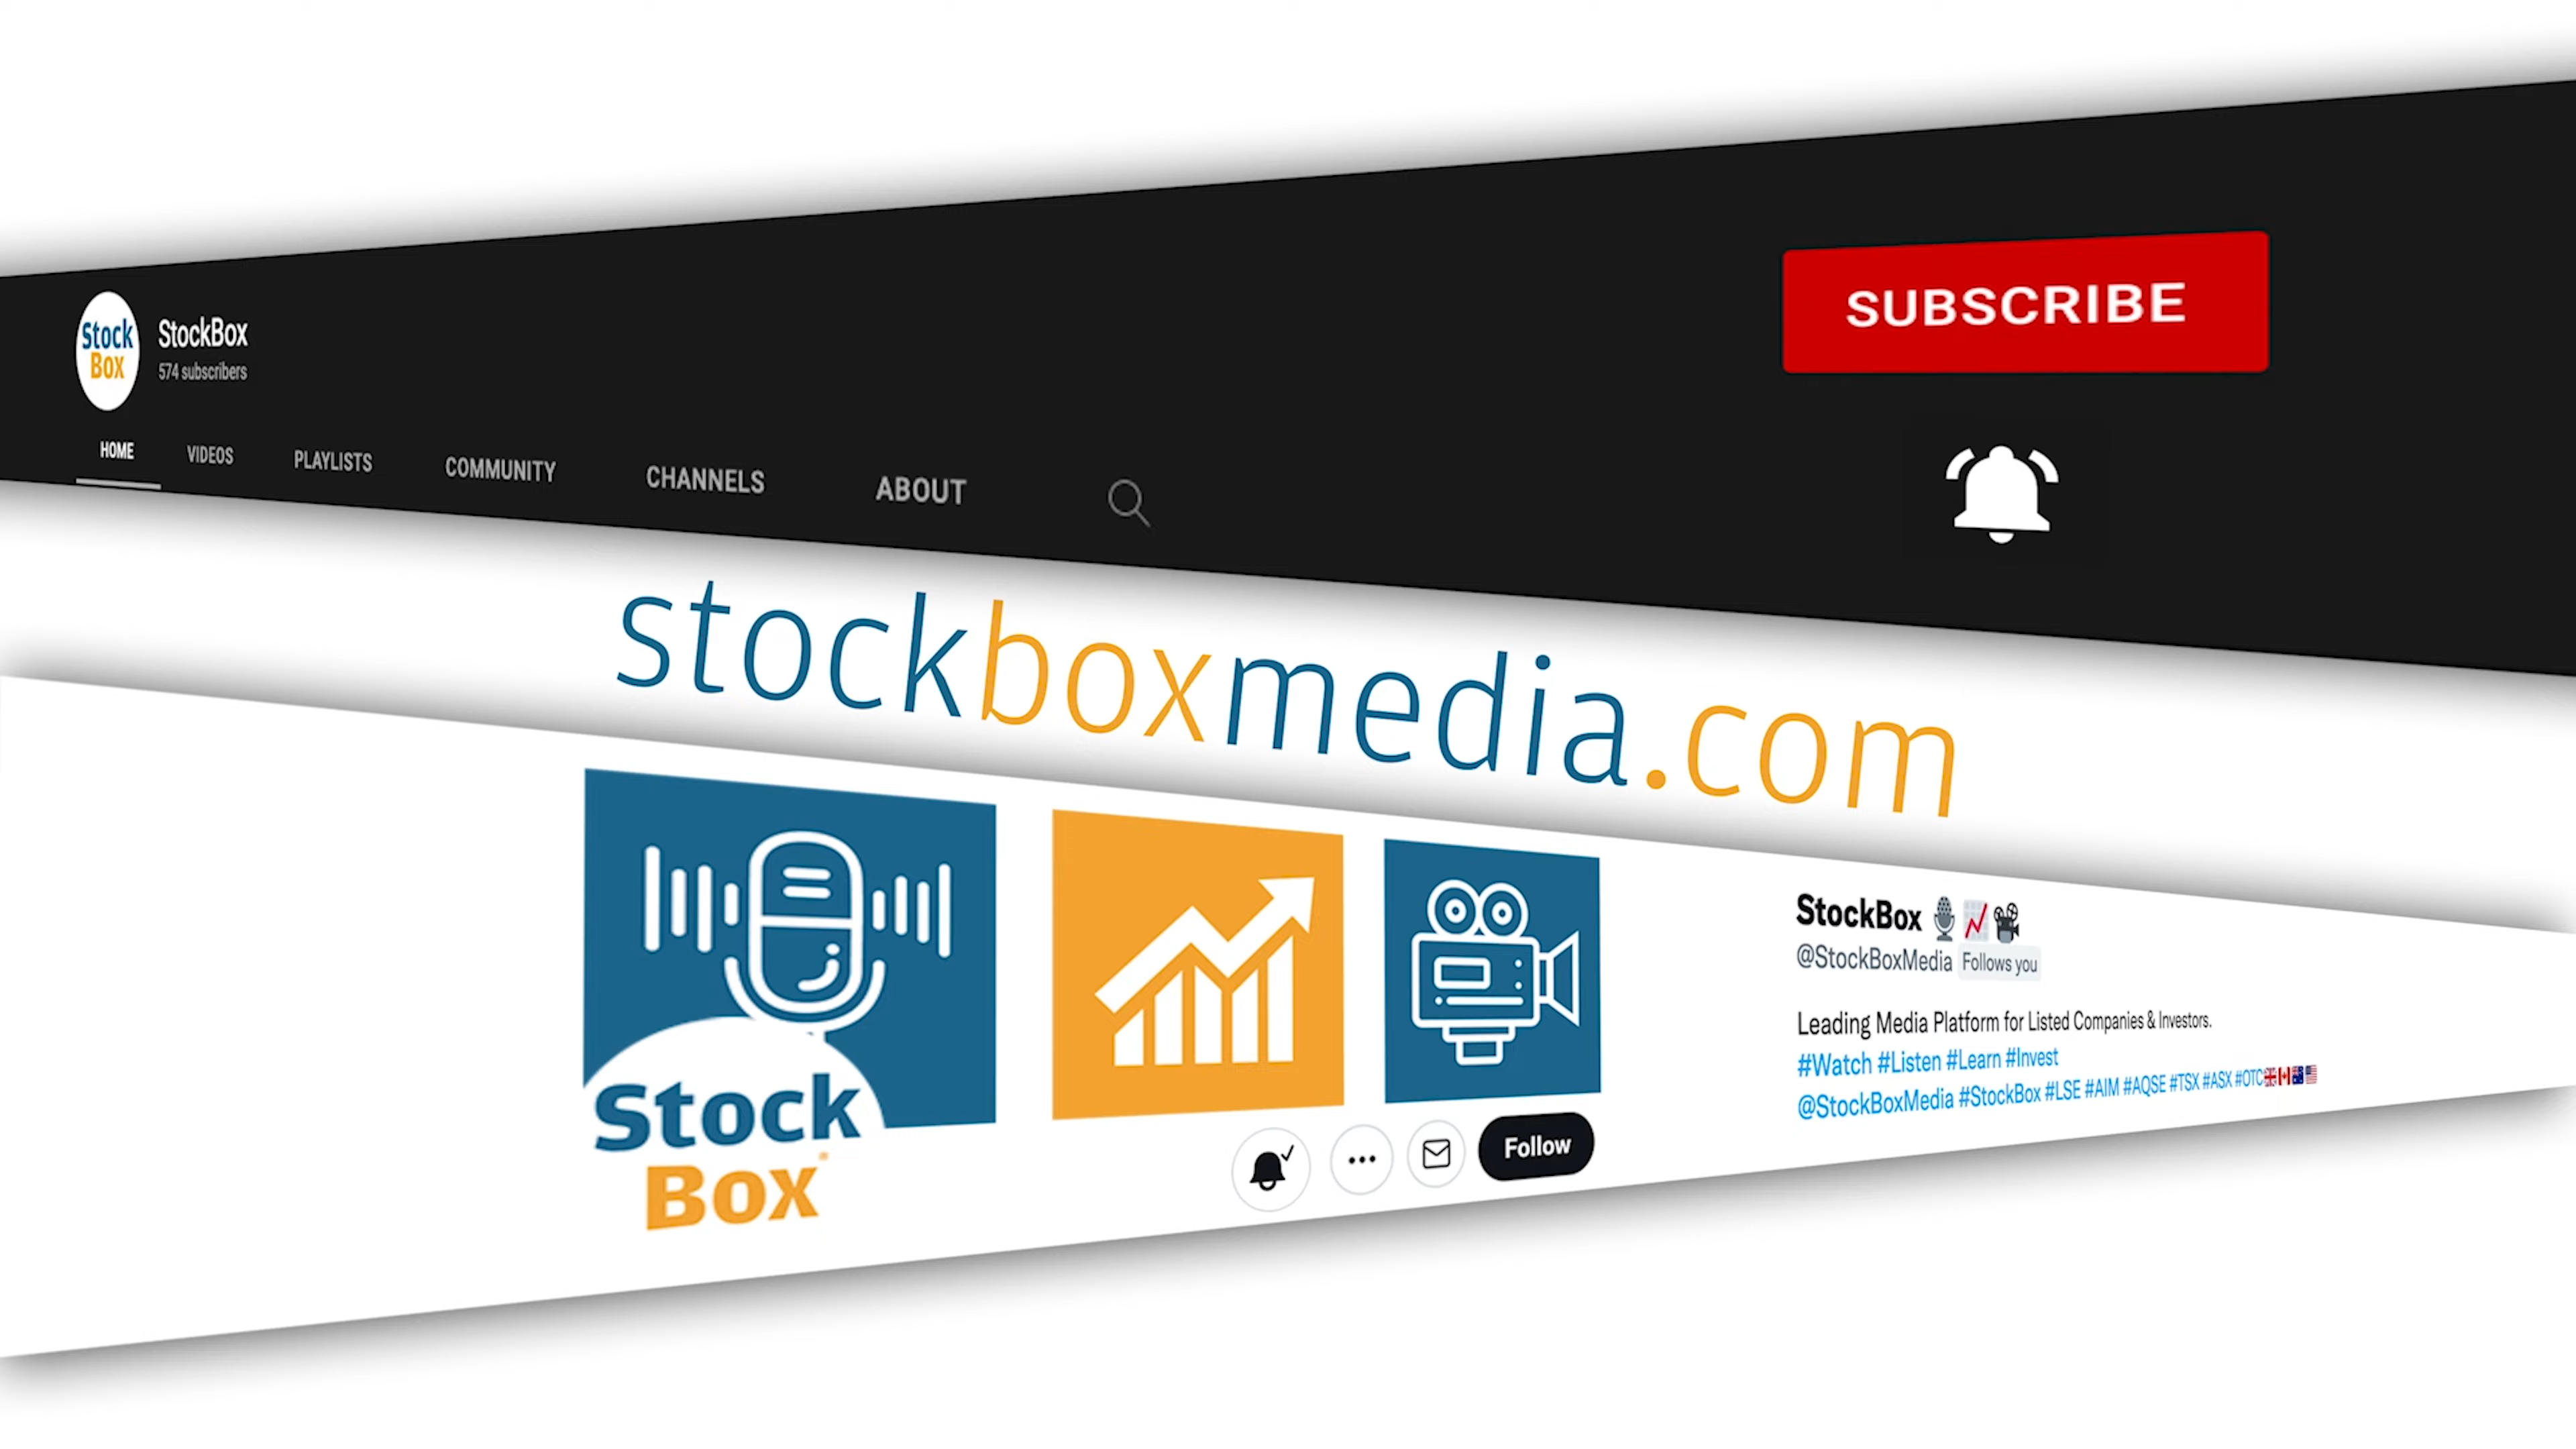 Stock
Box
StockBox
574 subscribers
SUBSCRIBE
HOME VIDEOS PLAYLISTS COMMUNITY CHANNELS ABOUT
stockboxmedia.com
Stock
Box
Follow
StockBox
@StockBoxMedia Follows you
Leading Media Platform for Listed Companies & Investors.
#Watch #Listen #Learn #Invest
@StockBoxMedia #StockBox #LSE #AIM #AQSE #TSX #ASX #OTC